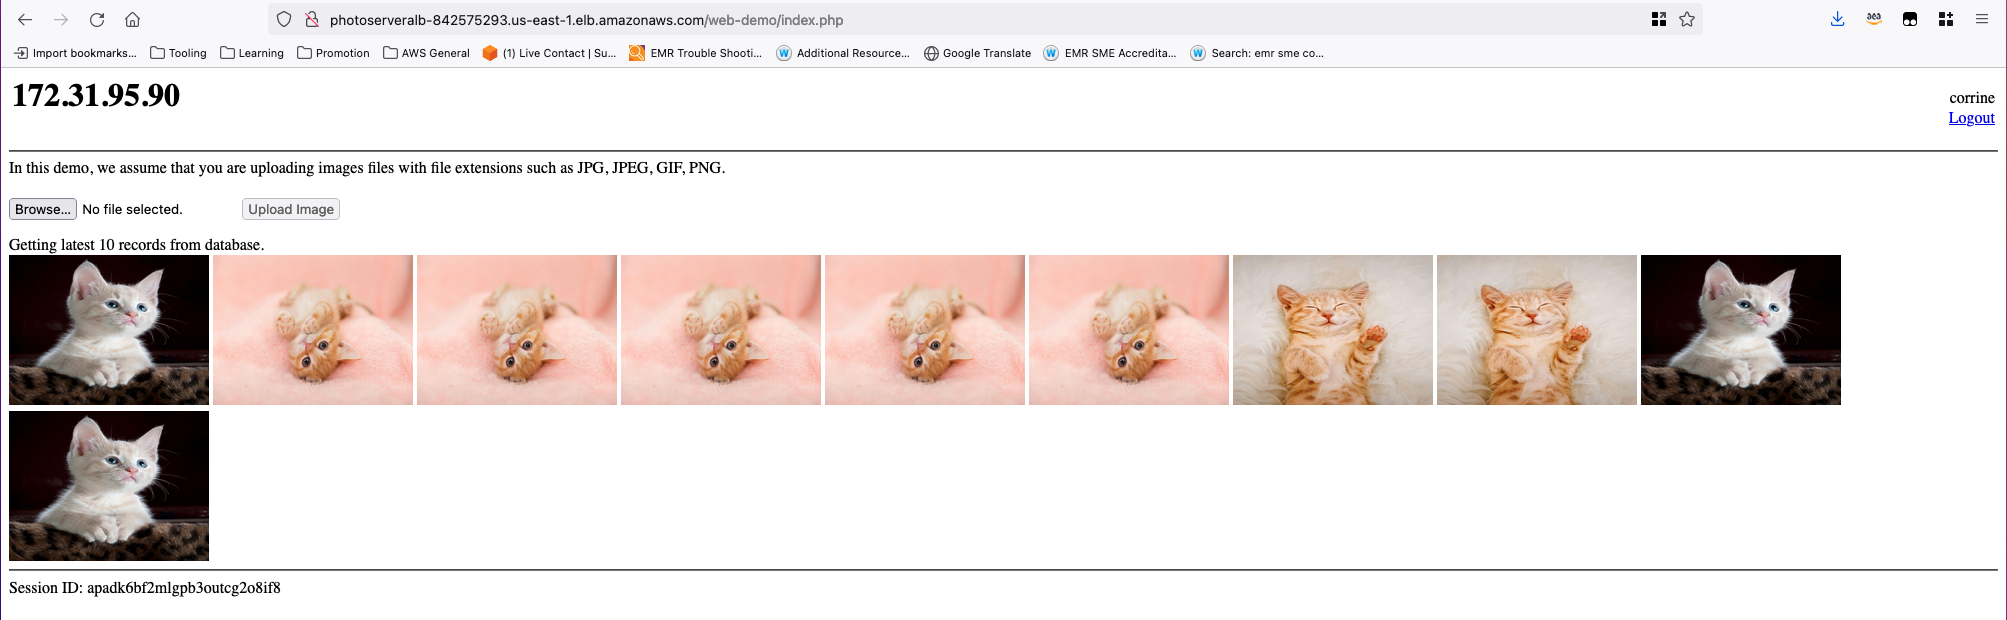 photoserveralb-842575293.us-east-1.elb.amazonaws.com/web-demo/index.php
Import bookmarks... Tooling Learning Promotion AWS General (1) Live Contact | Su... EMR Trouble Shooti... Additional Resource... Google Translate EMR SME Accredita... Search: emr sme co...
172.31.95.90
corrine
Logout
In this demo, we assume that you are uploading images files with file extensions such as JPG, JPEG, GIF, PNG.
Browse... No file selected. Upload Image
Getting latest 10 records from database.
Session ID: apadk6bf2mlgpb3outcg2o8if8